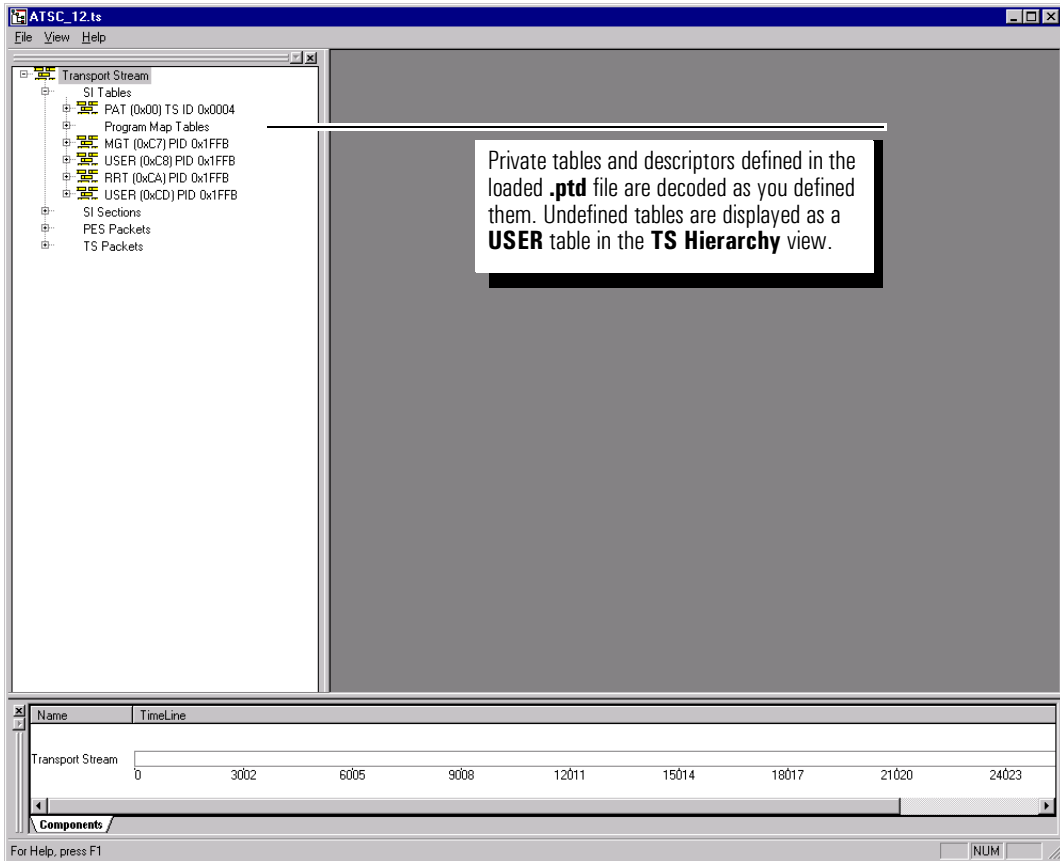 ATSC_12.ts
File View Help
Transport Stream
SI Tables
PAT (0x00) TS ID 0x0004
Program Map Tables
MGT (0xC7) PID 0x1FFB
USER (0xC8) PID 0x1FFB
RRT (0xCA) PID 0x1FFB
USER (0xCD) PID 0x1FFB
SI Sections
PES Packets
TS Packets
Private tables and descriptors defined in the
loaded .ptd file are decoded as you defined
them. Undefined tables are displayed as a
USER table in the TS Hierarchy view.
Name TimeLine
Transport Stream
0 3002 6005 9008 12011 15014 18017 21020 24023
Components
For Help, press F1 NUM